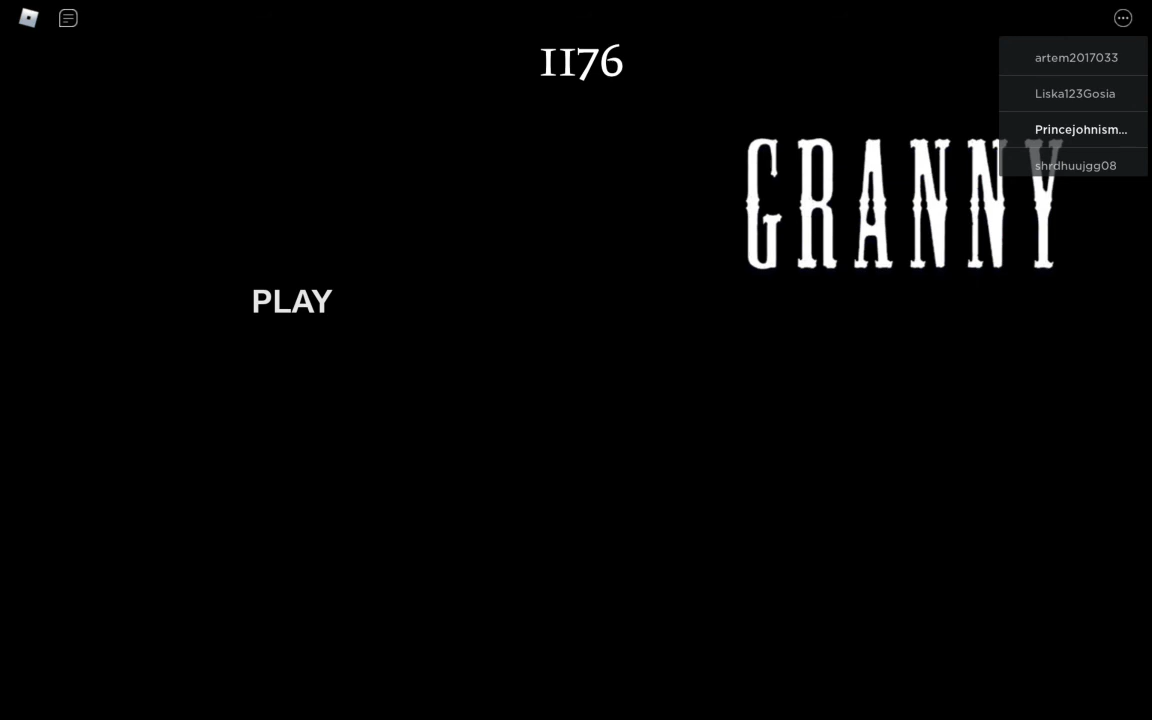 1176
artem2017033
Liska123Gosia
Princejohnism...
shrdhuujgg08
GRANNY
PLAY